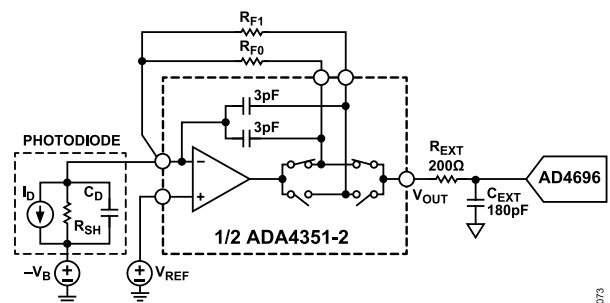 RF1
RF0
3pF
3pF
PHOTODIODE
ID
CD
RSH
−
+
REXT
200Ω
AD4696
VOUT
CEXT
180pF
1/2 ADA4351-2
−VB
+
−
VREF
+
−
073